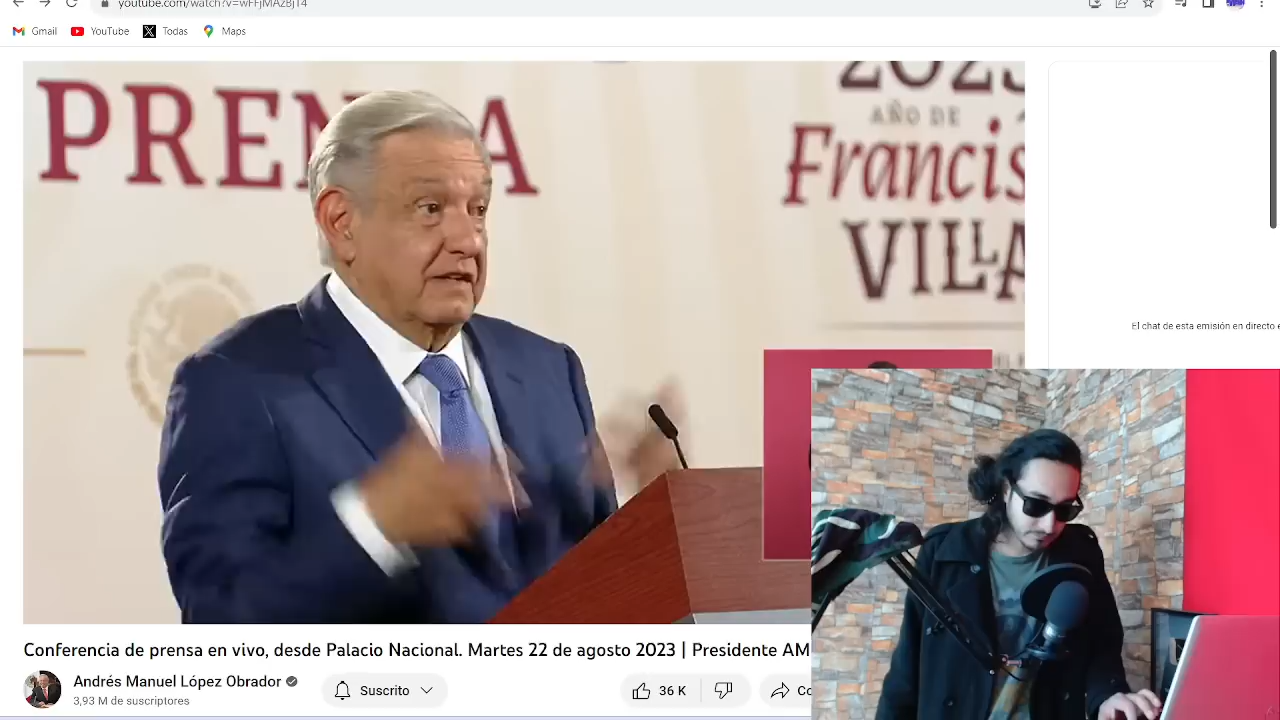 youtube.com/watch?v=wFFjMAzBjT4
Gmail YouTube Todas Maps
PRENSA
2023
AÑO DE
Francis
VILLA
El chat de esta emisión en directo e
Conferencia de prensa en vivo, desde Palacio Nacional. Martes 22 de agosto 2023 | Presidente AM
Andrés Manuel López Obrador
3,93 M de suscriptores
Suscrito
36 K
Co